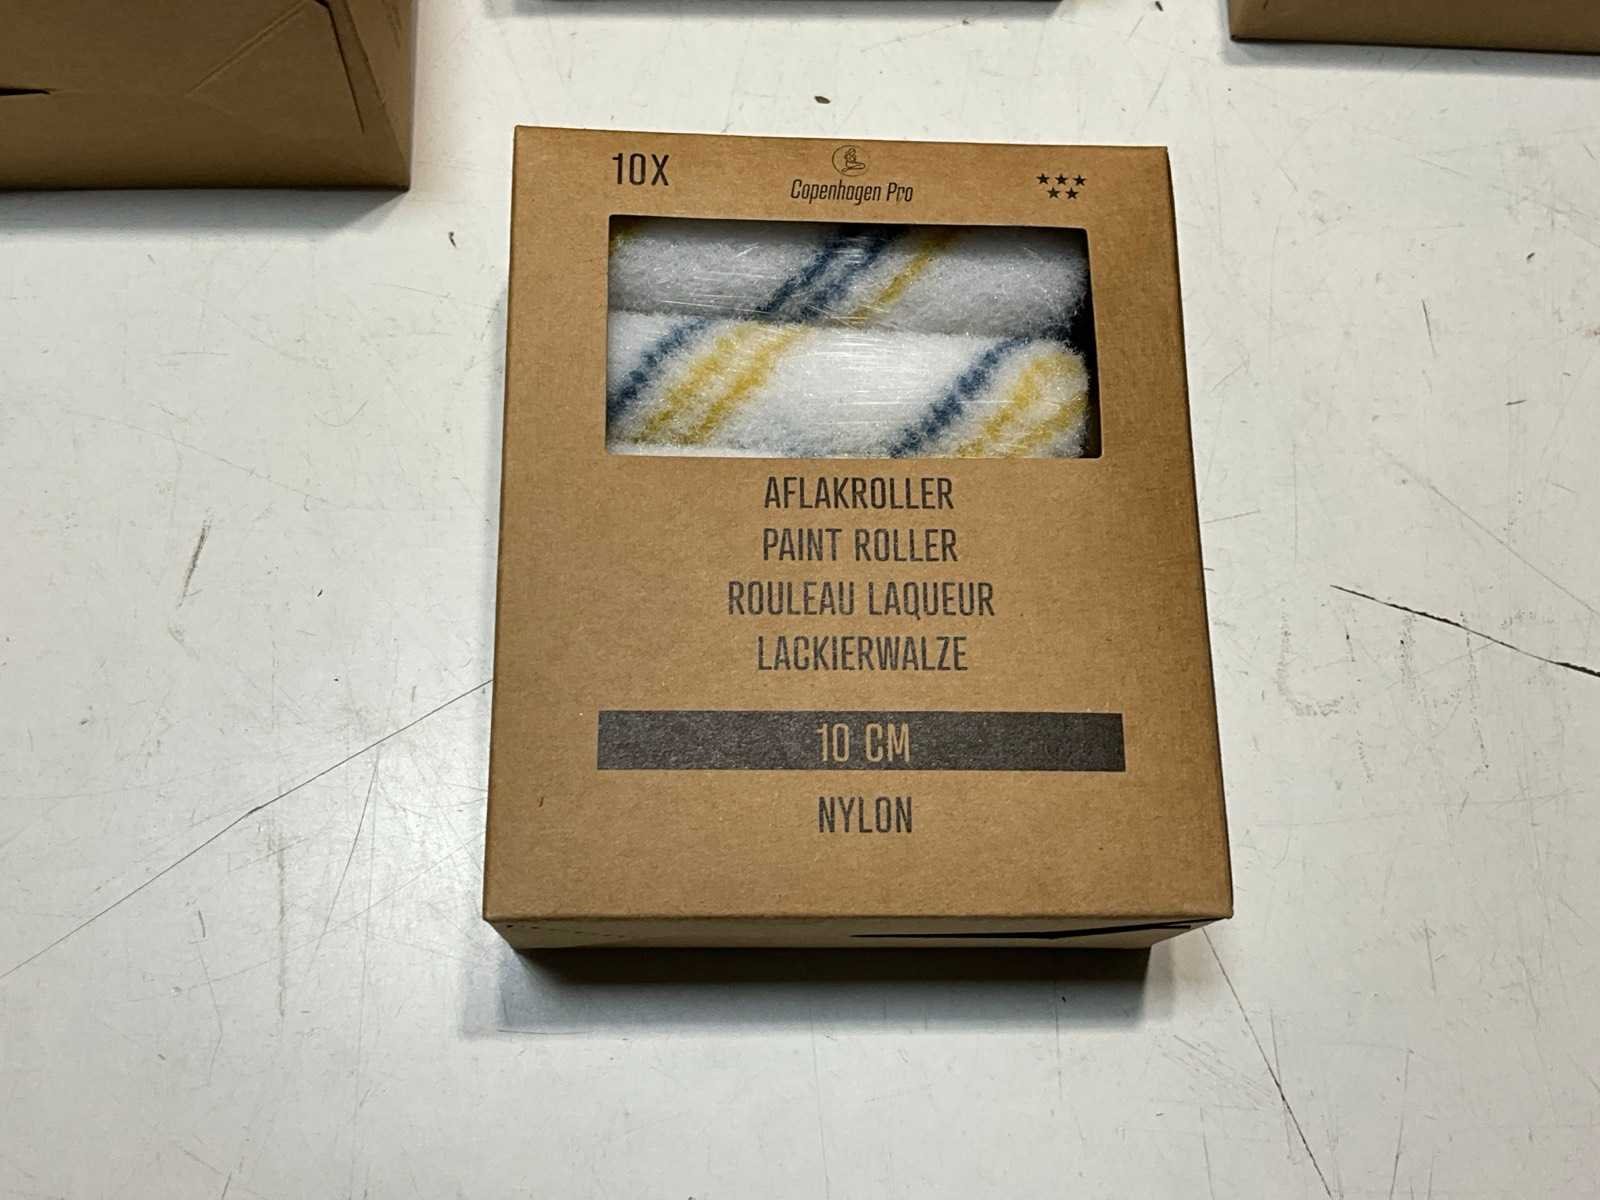 10X
Copenhagen Pro
AFLAKROLLER
PAINT ROLLER
ROULEAU LAQUEUR
LACKIERWALZE
10 CM
NYLON